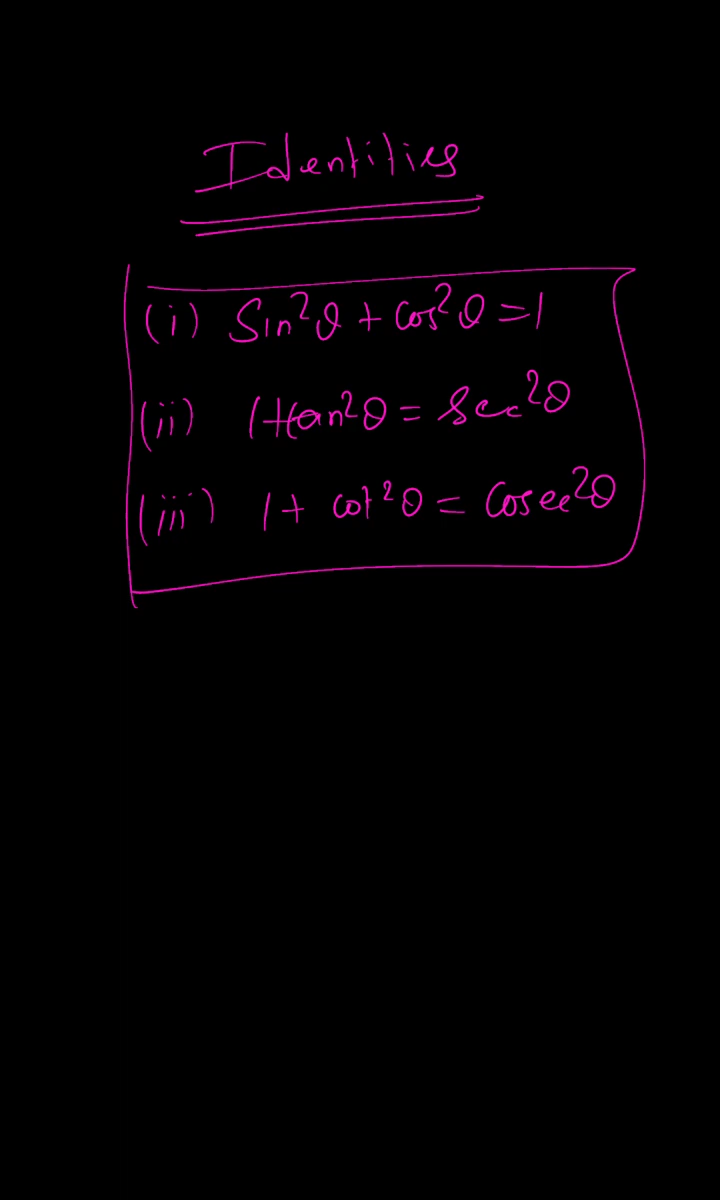 Identities
(i) Sin²θ + cos²θ = 1
(ii) 1+tan²θ = sec²θ
(iii) 1+ cot²θ = Cosec²θ